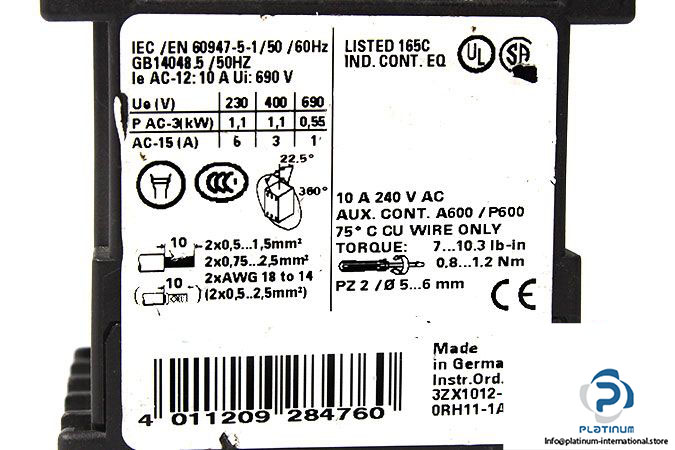 IEC /EN 60947-5-1/50 /60Hz
GB14048.5 /50HZ
Ie AC-12: 10 A Ui: 690 V
Ue (V) 230 400 690
P AC-3(kW) 1,1 1,1 0,55
AC-15 (A) 6 3 1
CCC
22.5°
360°
10 2x0,5...1,5mm²
2x0,75...2,5mm²
2xAWG 18 to 14
10 (2x0,5..2,5mm²)
LISTED 165C
IND. CONT. EQ
UL
SA
10 A 240 V AC
AUX. CONT. A600 /P600
75° C CU WIRE ONLY
TORQUE: 7...10.3 lb-in
0.8...1.2 Nm
PZ 2 / Ø 5...6 mm
CE
4 011209 284760
Made
in Germa
Instr.Ord.
3ZX1012-
0RH11-1A
PLATINUM
Info@platinum-international.store